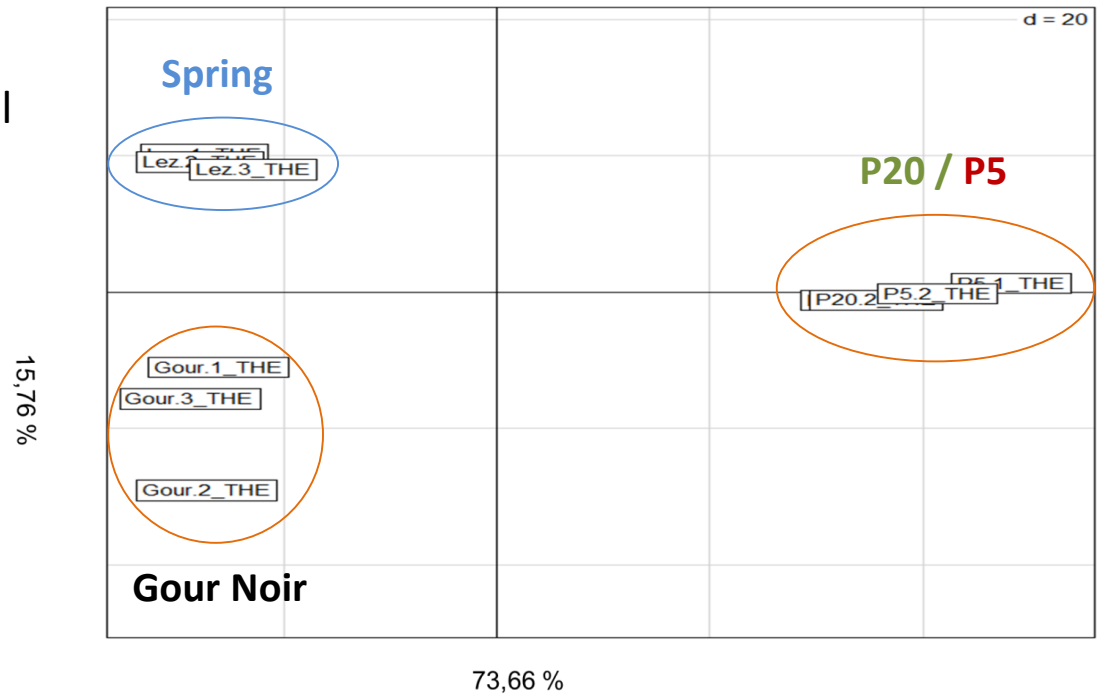 d = 20
Spring
Lez.3_THE
P20 / P5
P5.2_THE
P20.2
Gour.1_THE
Gour.3_THE
Gour.2_THE
Gour Noir
15,76 %
73,66 %